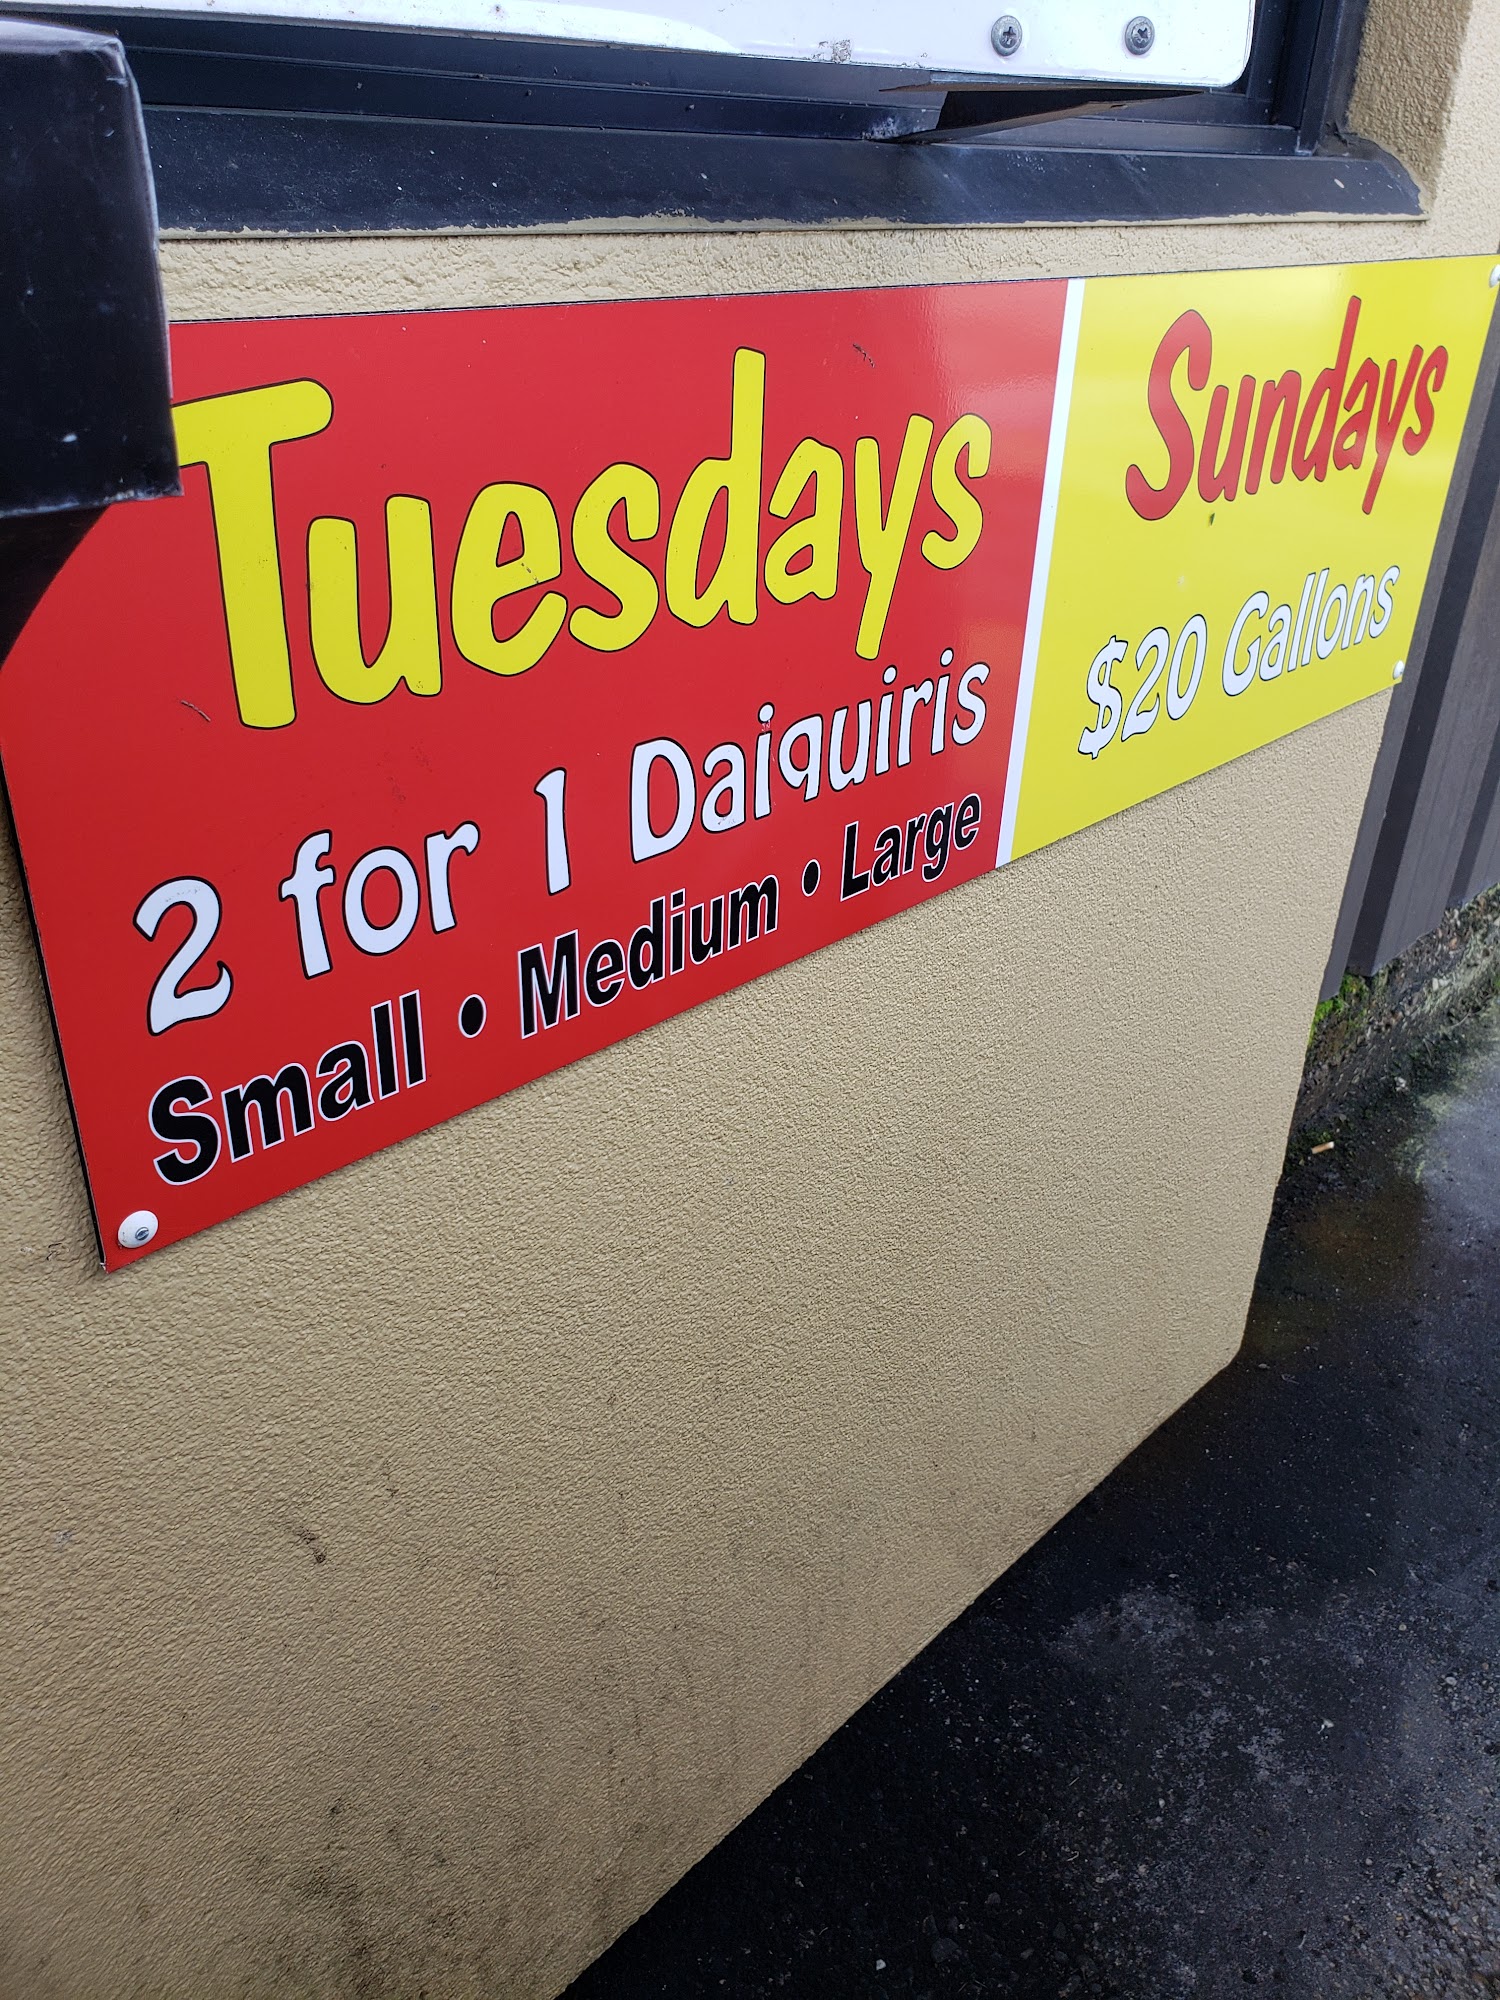 Tuesdays
2 for 1 Daiquiris
Small • Medium • Large
Sundays
$20 Gallons